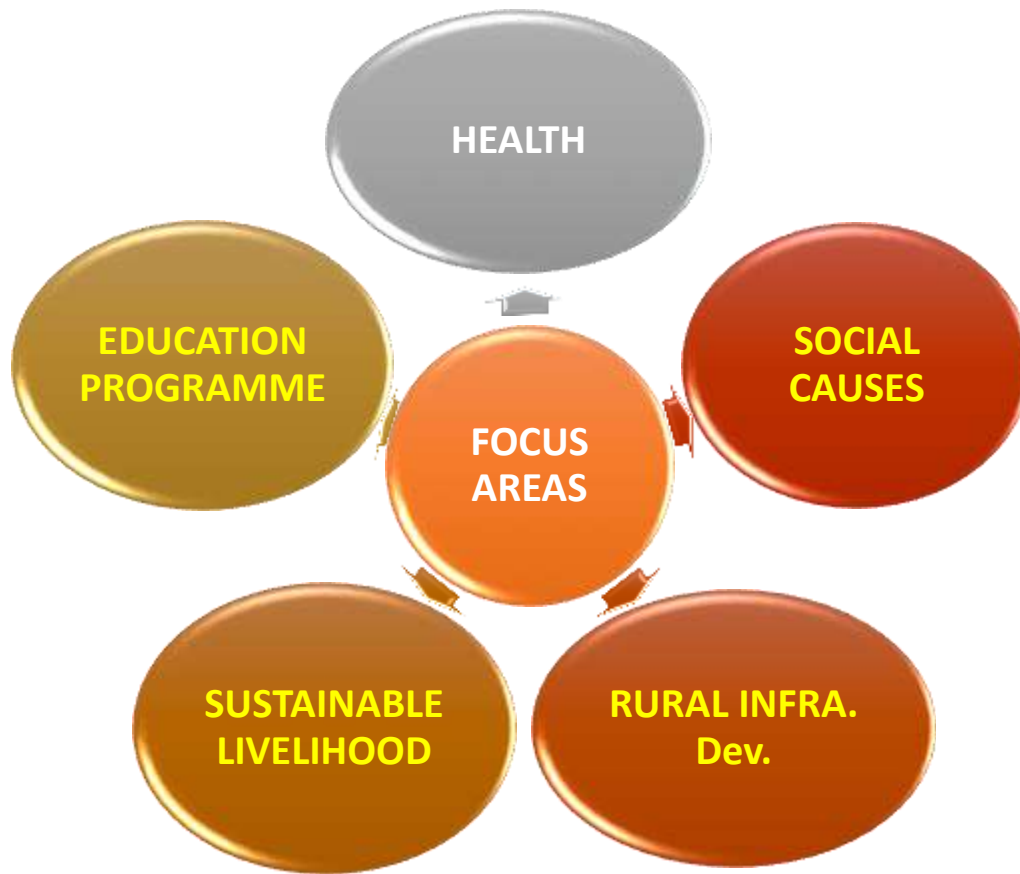 HEALTH
EDUCATION
PROGRAMME
SOCIAL
CAUSES
FOCUS
AREAS
SUSTAINABLE
LIVELIHOOD
RURAL INFRA.
Dev.